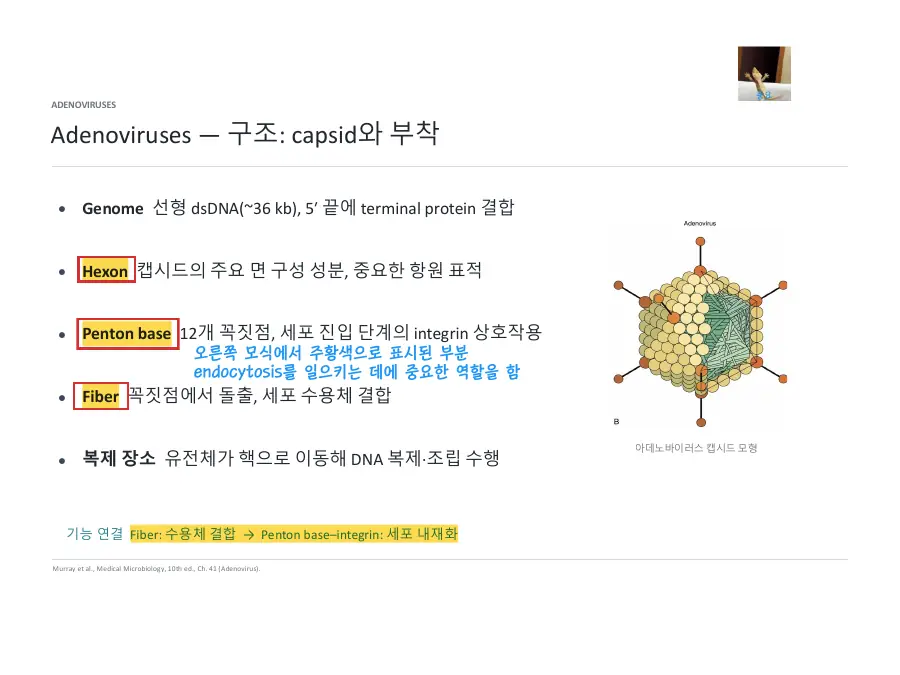 ADENOVIRUSES
Adenoviruses — 구조: capsid와 부착
• Genome 선형 dsDNA(~36 kb), 5′ 끝에 terminal protein 결합
• Hexon 캡시드의 주요 면 구성 성분, 중요한 항원 표적
• Penton base 12개 꼭짓점, 세포 진입 단계의 integrin 상호작용
오른쪽 모식에서 주황색으로 표시된 부분
endocytosis를 일으키는 데에 중요한 역할을 함
• Fiber 꼭짓점에서 돌출, 세포 수용체 결합
• 복제 장소 유전체가 핵으로 이동해 DNA 복제·조립 수행
Adenovirus
B
아데노바이러스 캡시드 모형
기능 연결 Fiber: 수용체 결합 → Penton base–integrin: 세포 내재화
Murray et al., Medical Microbiology, 10th ed., Ch. 41 (Adenovirus).